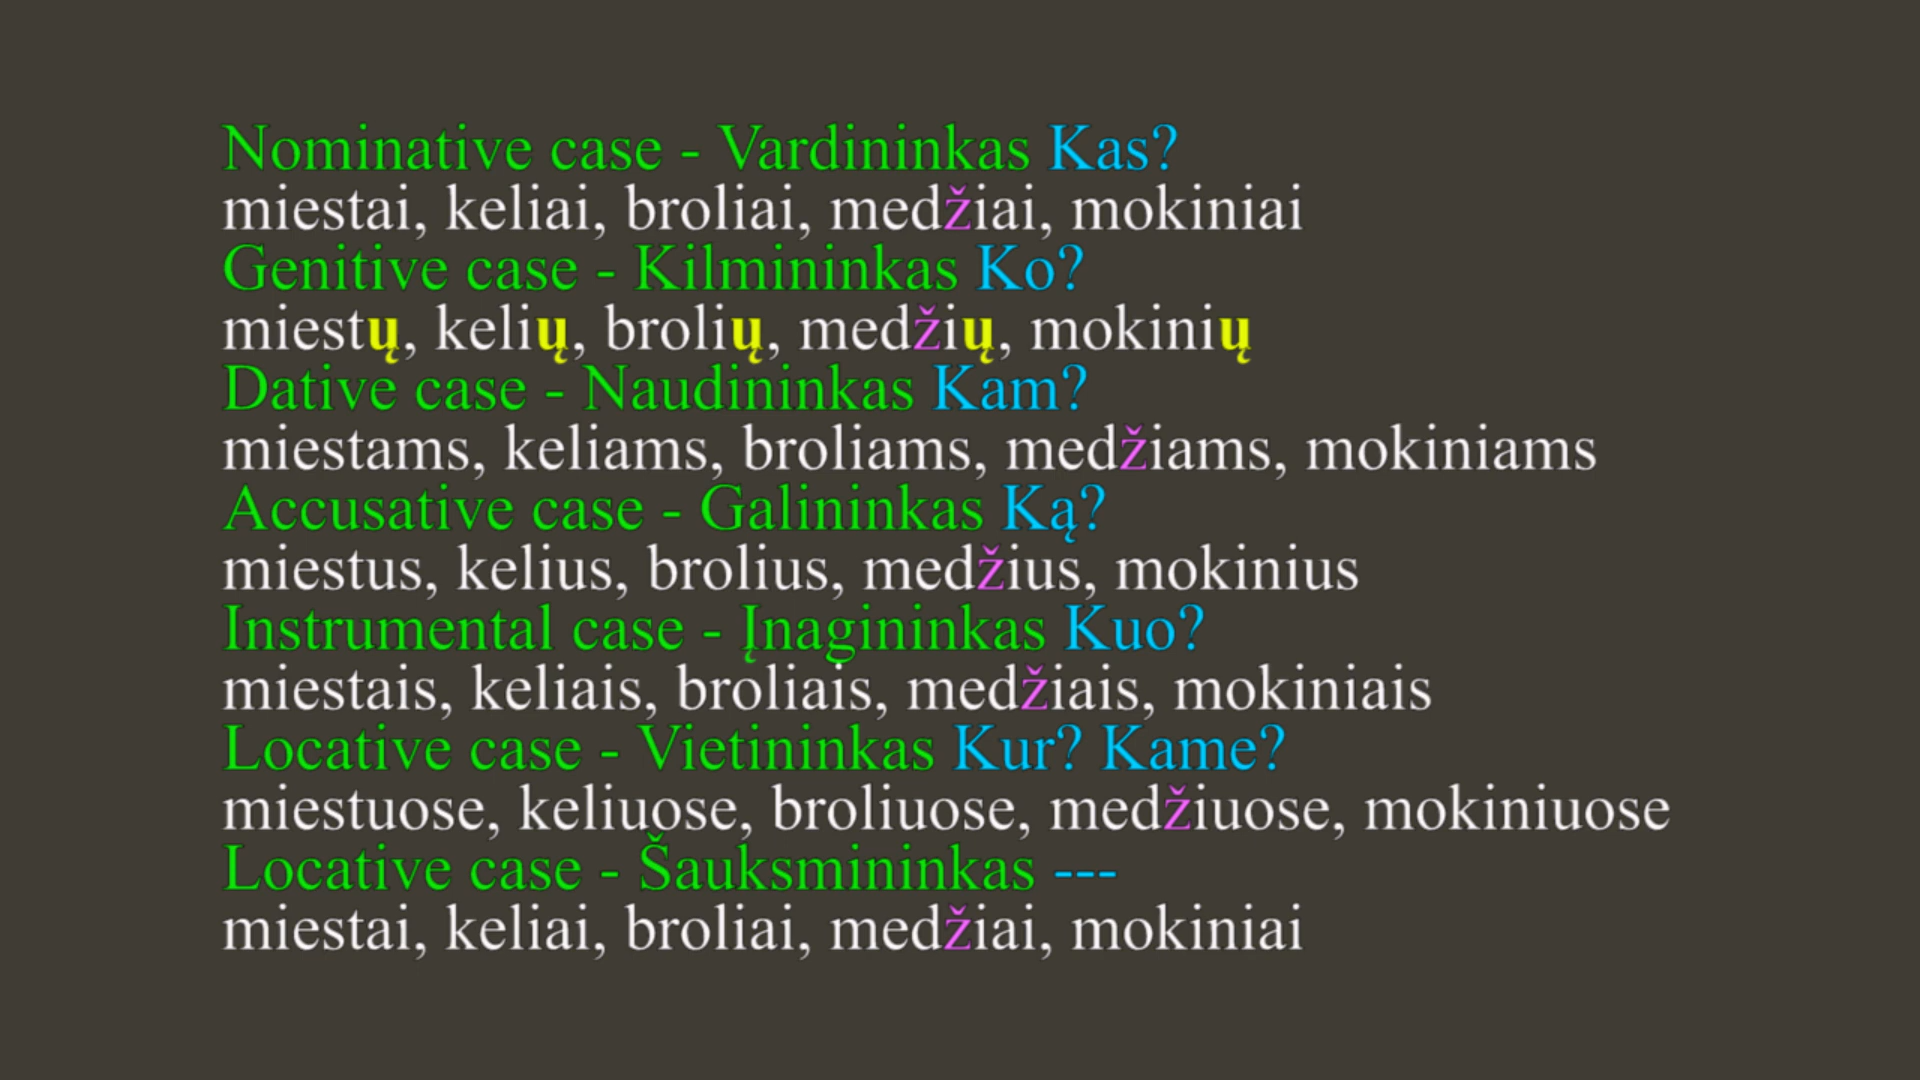 Nominative case - Vardininkas Kas?
miestai, keliai, broliai, medžiai, mokiniai
Genitive case - Kilmininkas Ko?
miestų, kelių, brolių, medžių, mokinių
Dative case - Naudininkas Kam?
miestams, keliams, broliams, medžiams, mokiniams
Accusative case - Galininkas Ką?
miestus, kelius, brolius, medžius, mokinius
Instrumental case - Įnagininkas Kuo?
miestais, keliais, broliais, medžiais, mokiniais
Locative case - Vietininkas Kur? Kame?
miestuose, keliuose, broliuose, medžiuose, mokiniuose
Locative case - Šauksmininkas ---
miestai, keliai, broliai, medžiai, mokiniai